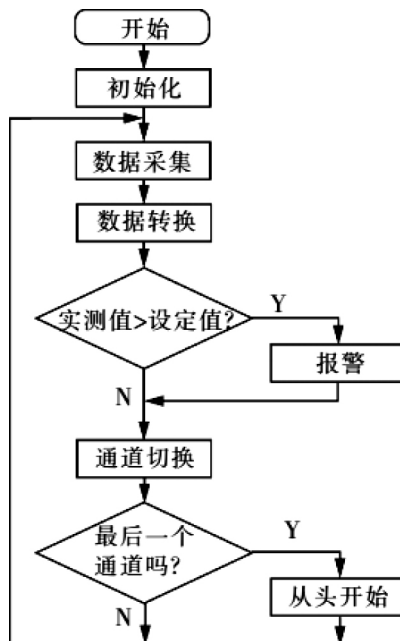 开始
初始化
数据采集
数据转换
实测值>设定值?
Y
报警
N
通道切换
最后一个
通道吗?
Y
从头开始
N